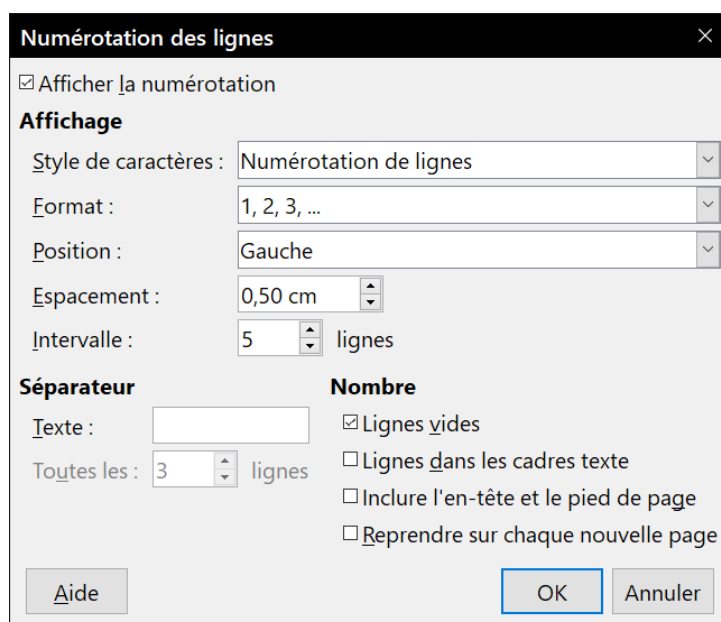 Numérotation des lignes
Afficher la numérotation
Affichage
Style de caractères : Numérotation de lignes
Format : 1, 2, 3, ...
Position : Gauche
Espacement : 0,50 cm
Intervalle : 5 lignes
Séparateur
Texte :
Toutes les : 3 lignes
Nombre
Lignes vides
Lignes dans les cadres texte
Inclure l'en-tête et le pied de page
Reprendre sur chaque nouvelle page
Aide
OK
Annuler